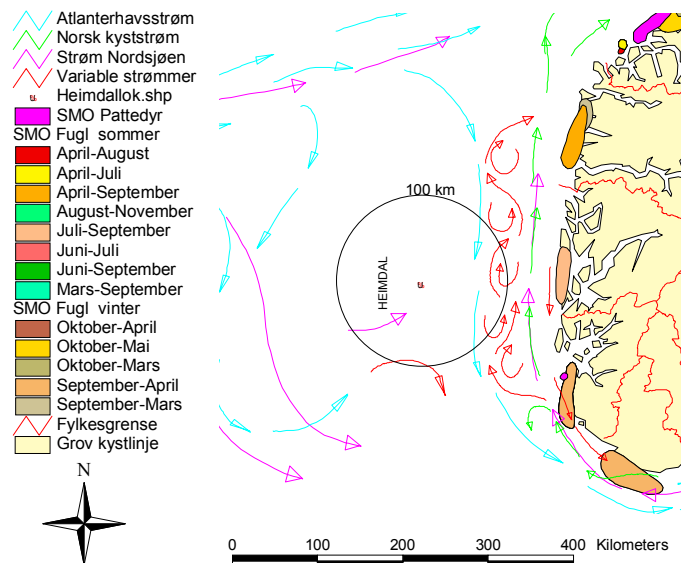 Atlanterhavsstrøm
Norsk kyststrøm
Strøm Nordsjøen
Variable strømmer
Heimdallok.shp
SMO Pattedyr
SMO Fugl sommer
April-August
April-Juli
April-September
August-November
Juli-September
Juni-Juli
Juni-September
Mars-September
SMO Fugl vinter
Oktober-April
Oktober-Mai
Oktober-Mars
September-April
September-Mars
Fylkesgrense
Grov kystlinje
N
100 km
HEIMDAL
0 100 200 300 400 Kilometers